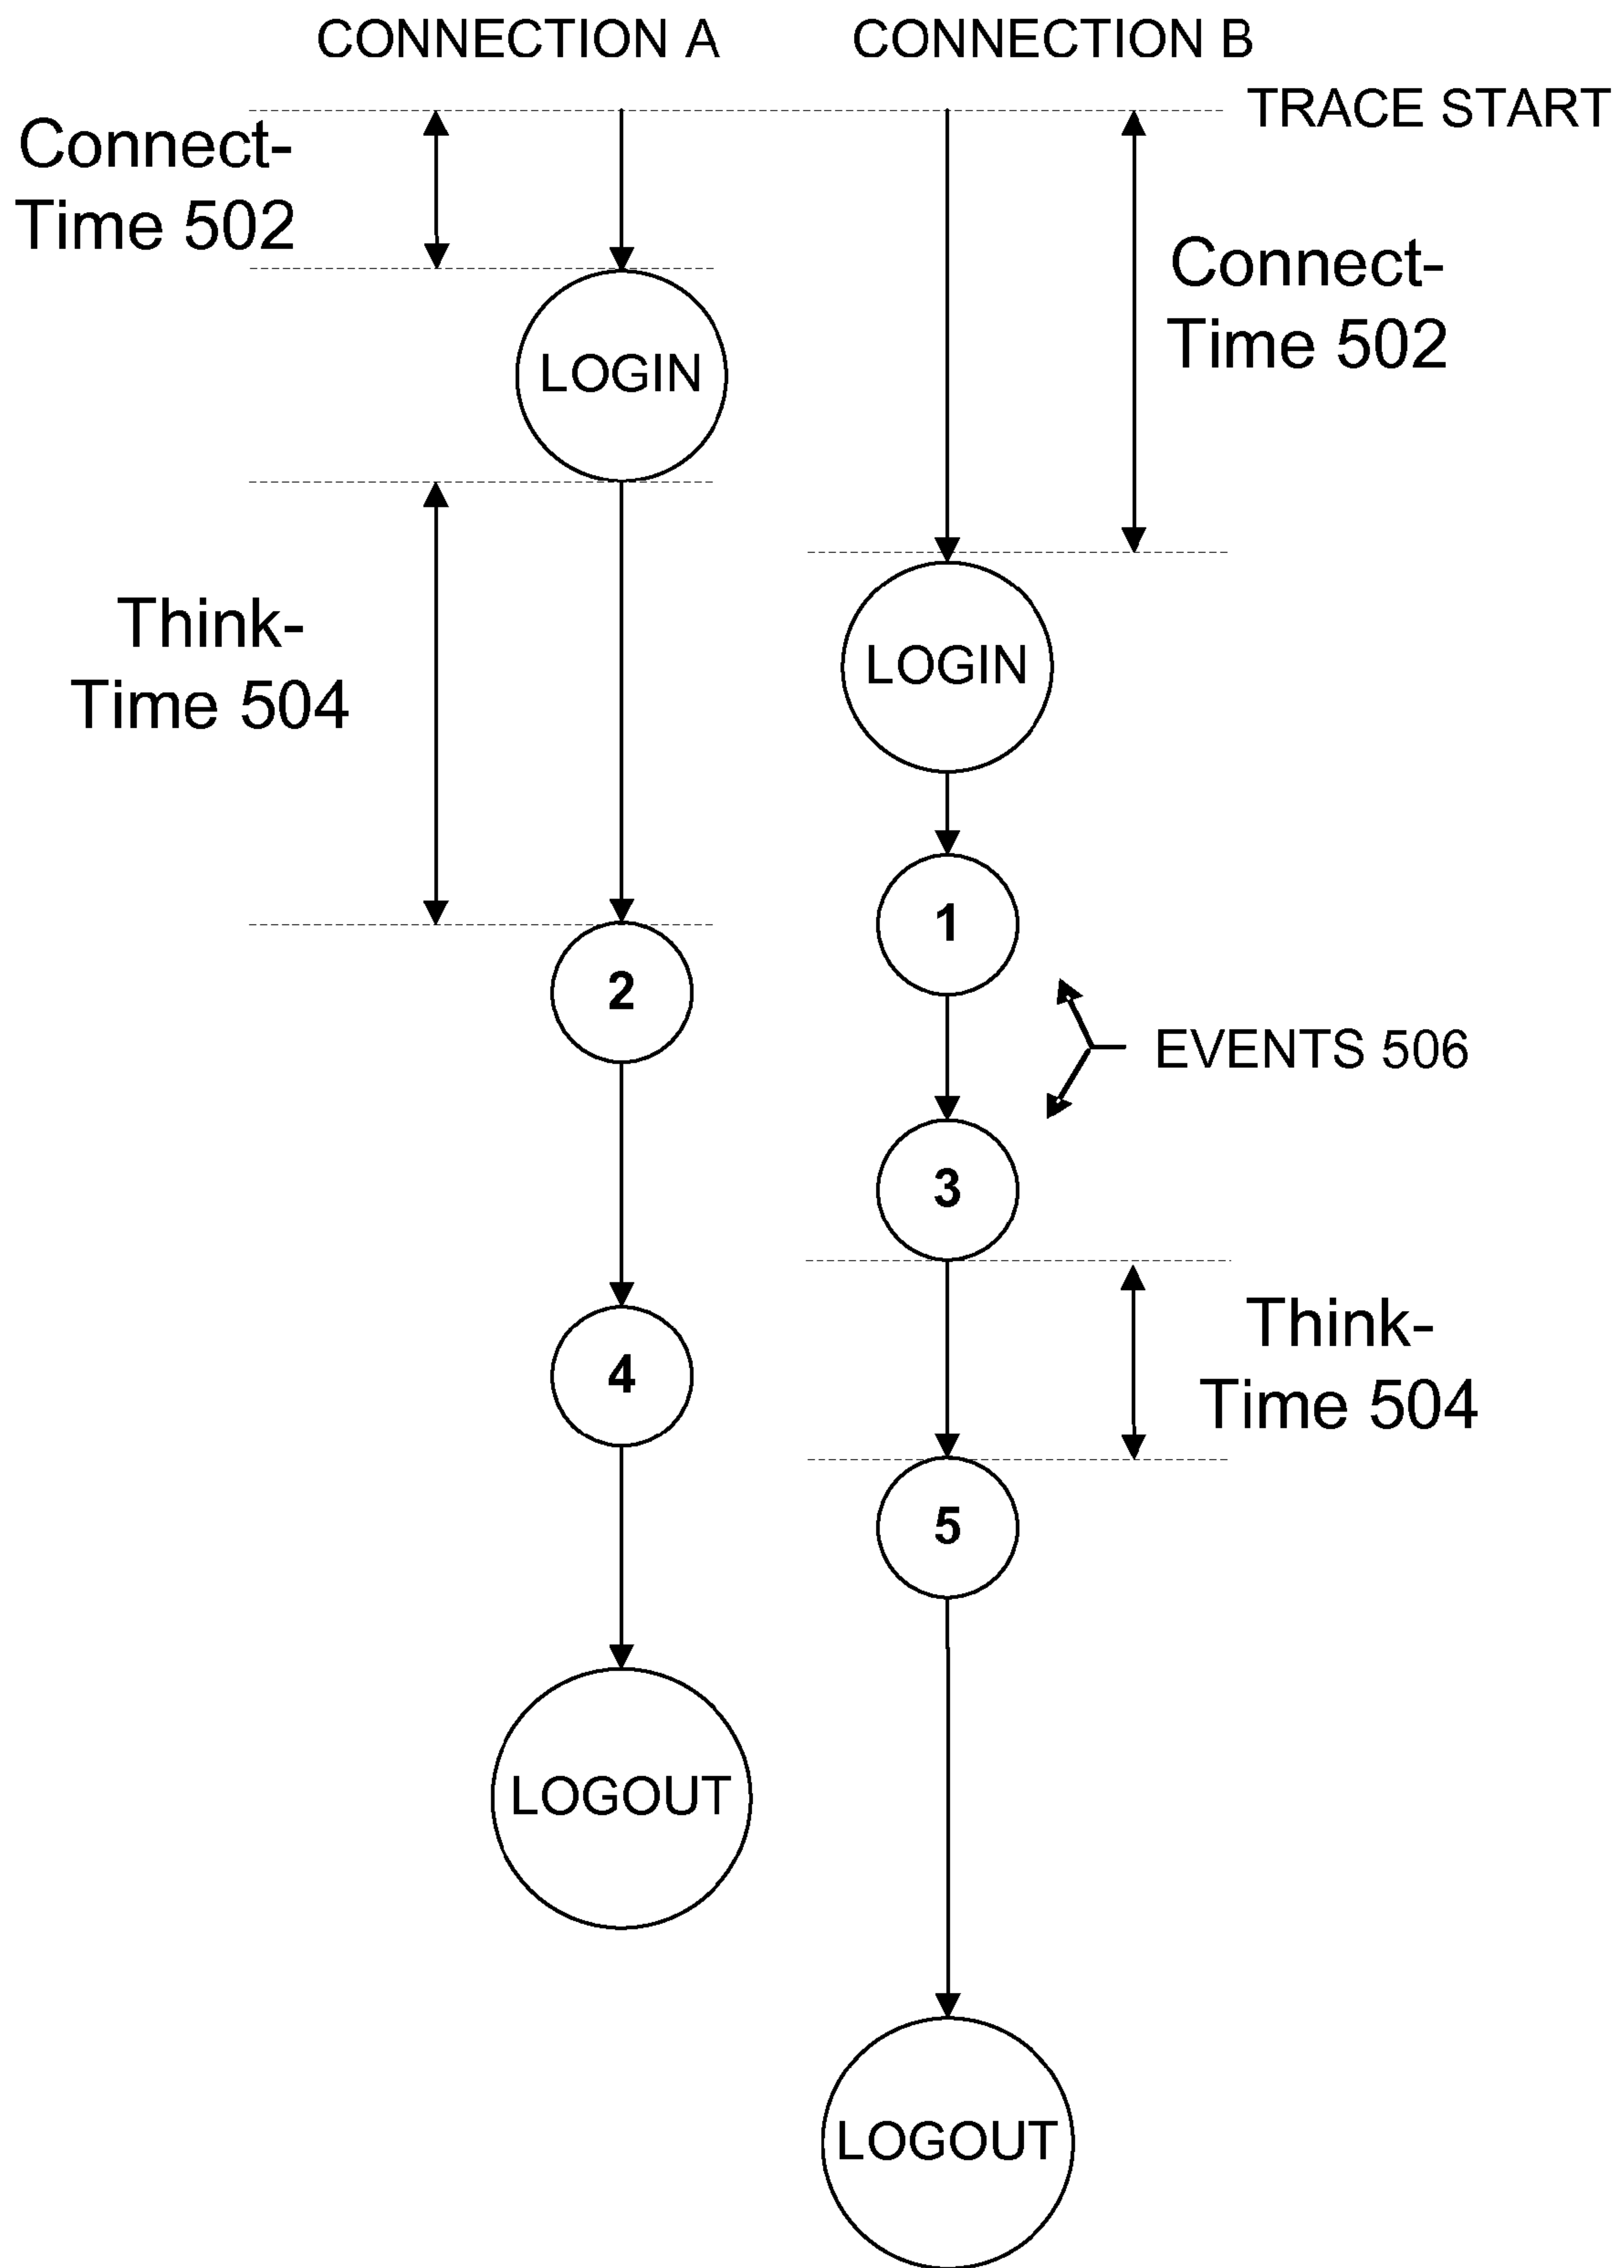 CONNECTION A
CONNECTION B
TRACE START
Connect-
Time 502
Connect-
Time 502
LOGIN
Think-
Time 504
LOGIN
1
2
EVENTS 506
3
Think-
Time 504
4
5
LOGOUT
LOGOUT